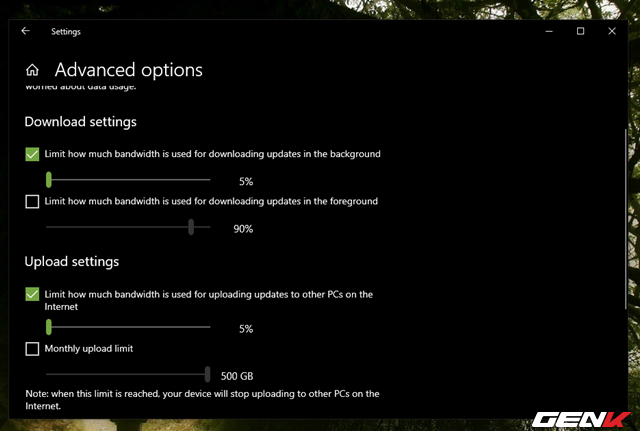 Settings
Advanced options
worried about data usage.
Download settings
Limit how much bandwidth is used for downloading updates in the background
5%
Limit how much bandwidth is used for downloading updates in the foreground
90%
Upload settings
Limit how much bandwidth is used for uploading updates to other PCs on the
Internet
5%
Monthly upload limit
500 GB
Note: when this limit is reached, your device will stop uploading to other PCs on the
Internet.
GENK